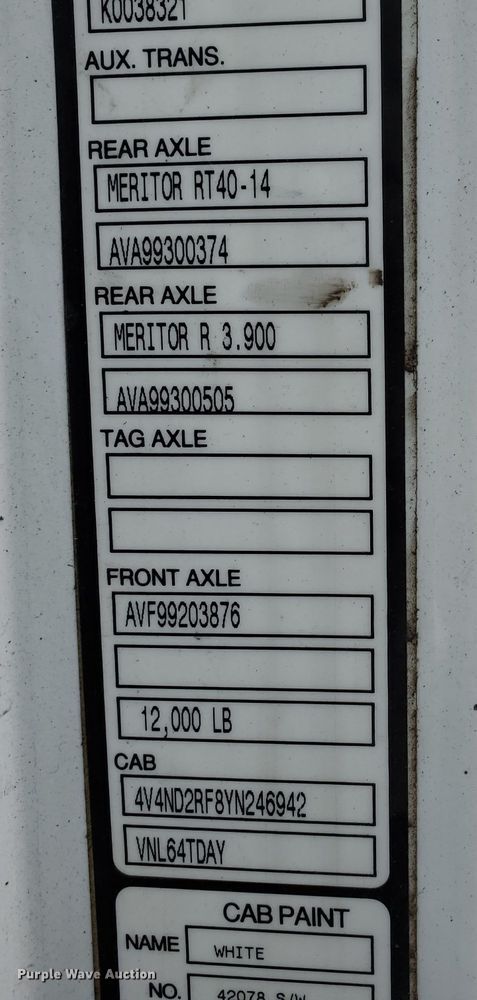 K0038321
AUX. TRANS.
REAR AXLE
MERITOR RT40-14
AVA99300374
REAR AXLE
MERITOR R 3.900
AVA99300505
TAG AXLE
FRONT AXLE
AVF99203876
12,000 LB
CAB
4V4ND2RF8YN246942
VNL64TDAY
CAB PAINT
NAME WHITE
NO. 42078 S/W
Purple Wave Auction